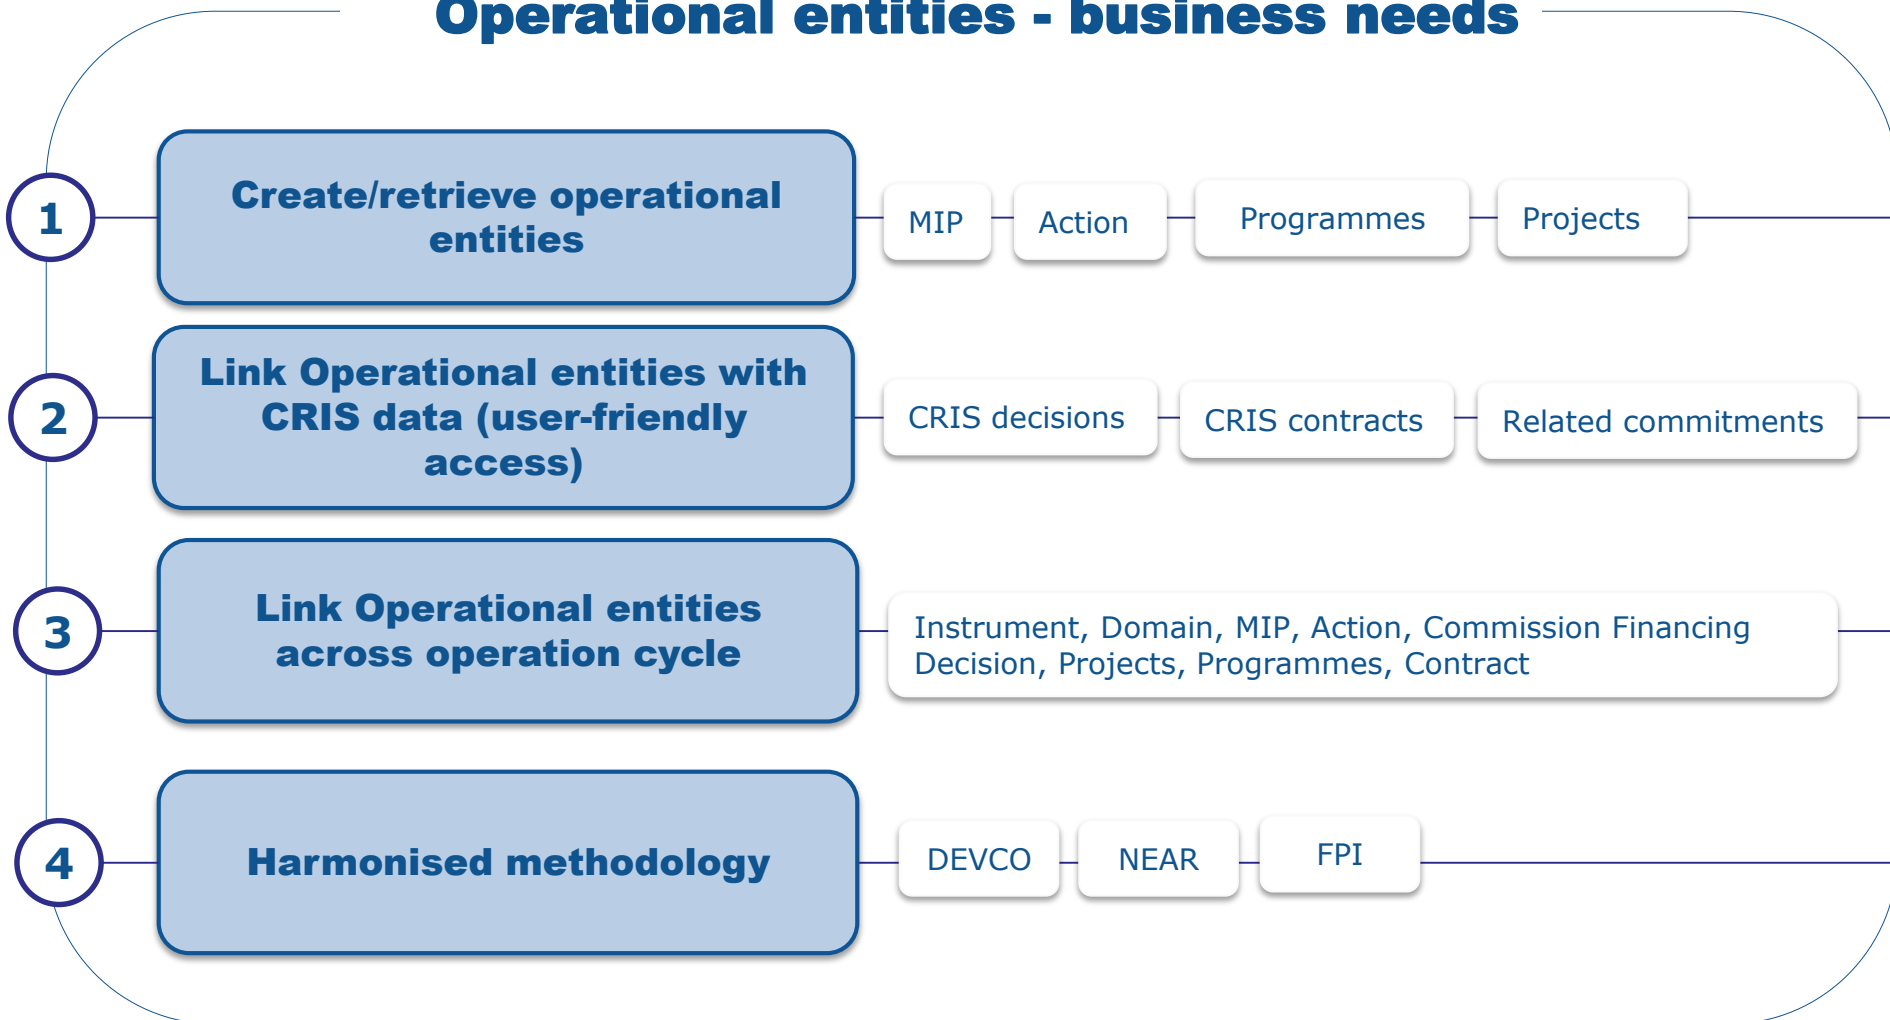 Operational entities - business needs
1
Create/retrieve operational
entities
MIP
Action
Programmes
Projects
2
Link Operational entities with
CRIS data (user-friendly
access)
CRIS decisions
CRIS contracts
Related commitments
3
Link Operational entities
across operation cycle
Instrument, Domain, MIP, Action, Commission Financing
Decision, Projects, Programmes, Contract
4
Harmonised methodology
DEVCO
NEAR
FPI